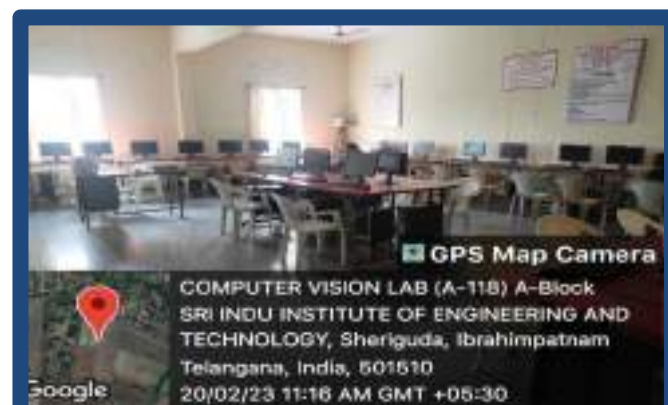 GPS Map Camera
COMPUTER VISION LAB (A-118) A-Block
SRI INDU INSTITUTE OF ENGINEERING AND
TECHNOLOGY, Sheriguda, Ibrahimpatnam
Telangana, India, 501510
Google
20/02/23 11:16 AM GMT +05:30